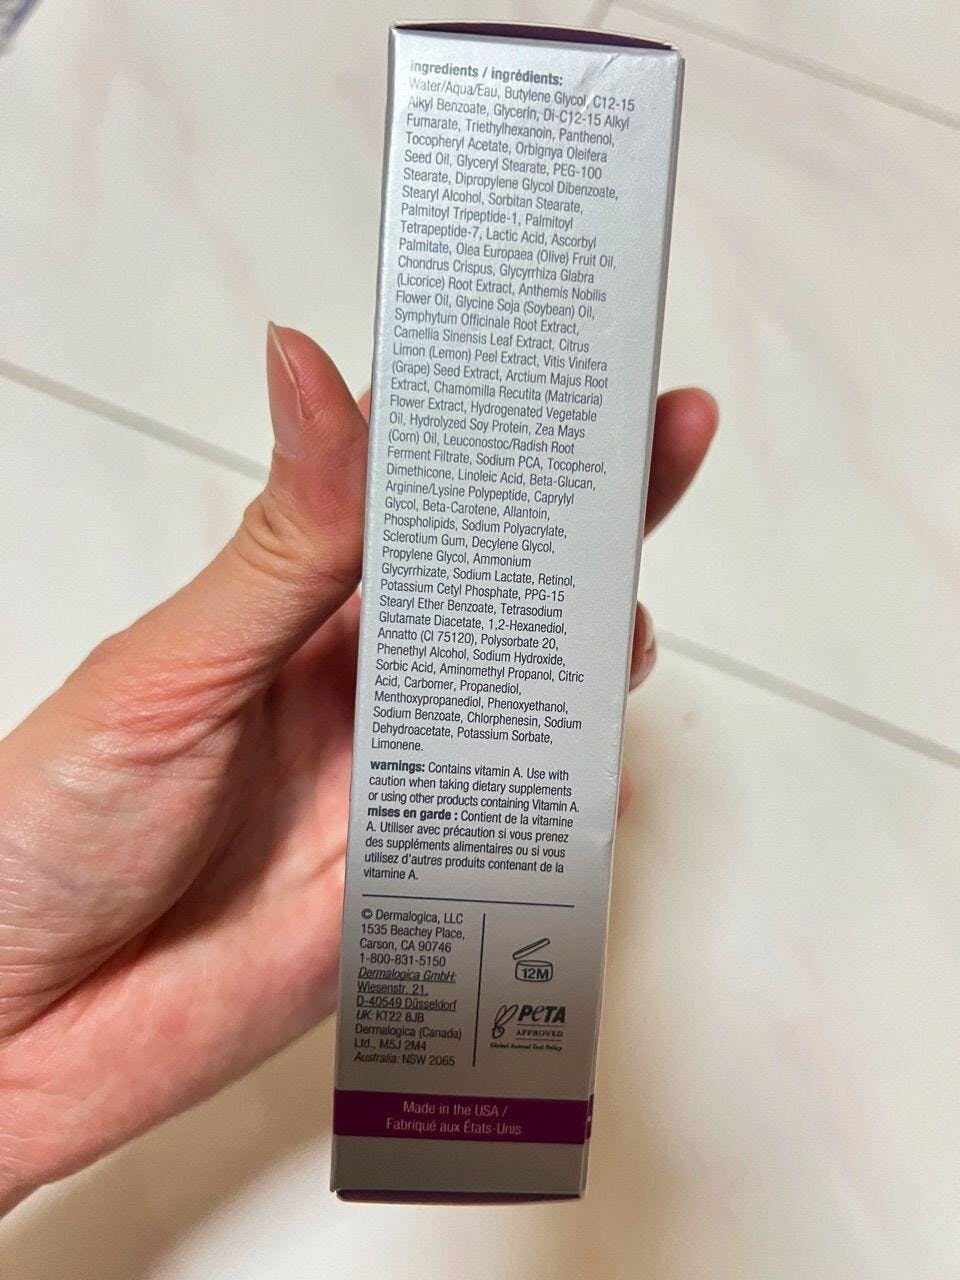 ingredients / ingrédients:
Water/Aqua/Eau, Butylene Glycol, C12-15
Alkyl Benzoate, Glycerin, Di-C12-15 Alkyl
Fumarate, Triethylhexanoin, Panthenol,
Tocopheryl Acetate, Orbignya Oleifera
Seed Oil, Glyceryl Stearate, PEG-100
Stearate, Dipropylene Glycol Dibenzoate,
Stearyl Alcohol, Sorbitan Stearate,
Palmitoyl Tripeptide-1, Palmitoyl
Tetrapeptide-7, Lactic Acid, Ascorbyl
Palmitate, Olea Europaea (Olive) Fruit Oil,
Chondrus Crispus, Glycyrrhiza Glabra
(Licorice) Root Extract, Anthemis Nobilis
Flower Oil, Glycine Soja (Soybean) Oil,
Symphytum Officinale Root Extract,
Camellia Sinensis Leaf Extract, Citrus
Limon (Lemon) Peel Extract, Vitis Vinifera
(Grape) Seed Extract, Arctium Majus Root
Extract, Chamomilla Recutita (Matricaria)
Flower Extract, Hydrogenated Vegetable
Oil, Hydrolyzed Soy Protein, Zea Mays
(Corn) Oil, Leuconostoc/Radish Root
Ferment Filtrate, Sodium PCA, Tocopherol,
Dimethicone, Linoleic Acid, Beta-Glucan,
Arginine/Lysine Polypeptide, Caprylyl
Glycol, Beta-Carotene, Allantoin,
Phospholipids, Sodium Polyacrylate,
Sclerotium Gum, Decylene Glycol,
Propylene Glycol, Ammonium
Glycyrrhizate, Sodium Lactate, Retinol,
Potassium Cetyl Phosphate, PPG-15
Stearyl Ether Benzoate, Tetrasodium
Glutamate Diacetate, 1,2-Hexanediol,
Annatto (CI 75120), Polysorbate 20,
Phenethyl Alcohol, Sodium Hydroxide,
Sorbic Acid, Aminomethyl Propanol, Citric
Acid, Carbomer, Propanediol,
Menthoxypropanediol, Phenoxyethanol,
Sodium Benzoate, Chlorphenesin, Sodium
Dehydroacetate, Potassium Sorbate,
Limonene.
warnings: Contains vitamin A. Use with
caution when taking dietary supplements
or using other products containing Vitamin A.
mises en garde : Contient de la vitamine
A. Utiliser avec précaution si vous prenez
des suppléments alimentaires ou si vous
utilisez d'autres produits contenant de la
vitamine A.
© Dermalogica, LLC
1535 Beachey Place,
Carson, CA 90746
1-800-831-5150
Dermalogica GmbH:
Wiesenstr. 21,
D-40549 Düsseldorf
UK: KT22 8JB
Dermalogica (Canada)
Ltd., M5J 2M4
Australia: NSW 2065
12M
PETA
APPROVED
Global Animal Test Policy
Made in the USA /
Fabriqué aux États-Unis